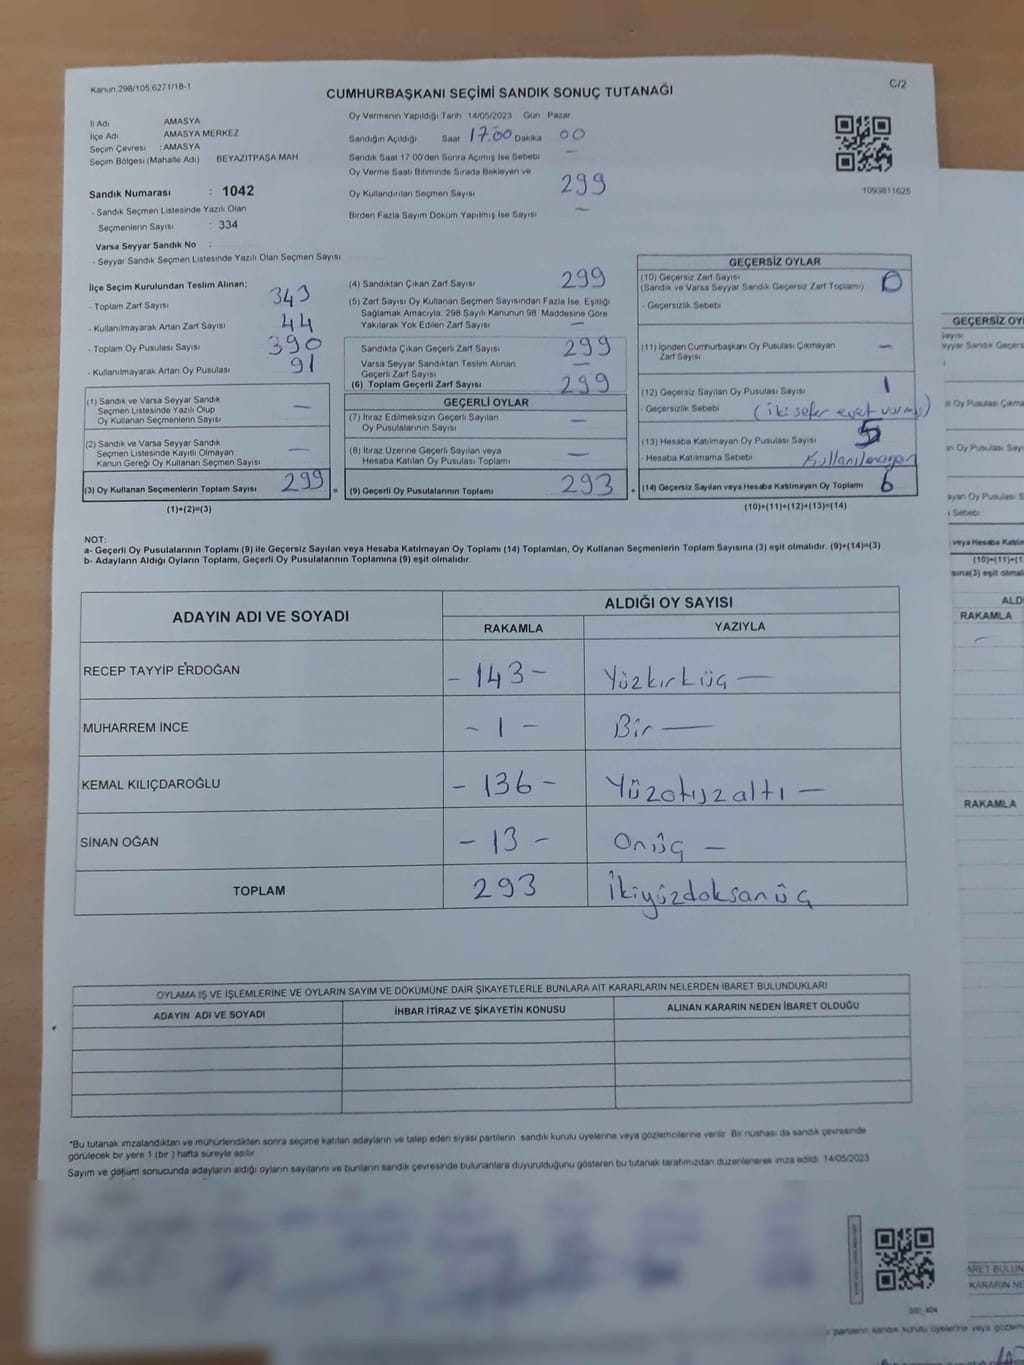 Kanun:298/105,6271/18-1
C/2
CUMHURBAŞKANI SEÇİMİ SANDIK SONUÇ TUTANAĞI
İl Adı AMASYA
İlçe Adı AMASYA MERKEZ
Seçim Çevresi : AMASYA
Seçim Bölgesi (Mahalle Adı) BEYAZITPAŞA MAH
Sandık Numarası : 1042
- Sandık Seçmen Listesinde Yazılı Olan
Seçmenlerin Sayısı : 334
Varsa Seyyar Sandık No :
- Seyyar Sandık Seçmen Listesinde Yazılı Olan Seçmen Sayısı
Oy Vermenin Yapıldığı Tarih 14/05/2023 Gün Pazar
Sandığın Açıldığı Saat 17.00 Dakika 00
Sandık Saat 17 00'den Sonra Açımış İse Sebebi —
Oy Verme Saati Bitiminde Sırada Bekleyen ve
Oy Kullandırılan Seçmen Sayısı 299
Birden Fazla Sayım Döküm Yapılmış İse Sayısı —
1093611625
İlçe Seçim Kurulundan Teslim Alınan;
- Toplam Zarf Sayısı 343
- Kullanılmayarak Artan Zarf Sayısı 44
- Toplam Oy Pusulası Sayısı 390
- Kullanılmayarak Artan Oy Pusulası 91
(1) Sandık ve Varsa Seyyar Sandık
Seçmen Listesinde Yazılı Olup
Oy Kullanan Seçmenlerin Sayısı —
(2) Sandık ve Varsa Seyyar Sandık
Seçmen Listesinde Kayıtlı Olmayan
Kanun Gereği Oy Kullanan Seçmen Sayısı —
(3) Oy Kullanan Seçmenlerin Toplam Sayısı 299 =
(1)+(2)=(3)
(4) Sandıktan Çıkan Zarf Sayısı 299
(5) Zarf Sayısı Oy Kullanan Seçmen Sayısından Fazla İse, Eşitliği
Sağlamak Amacıyla, 298 Sayılı Kanunun 98. Maddesine Göre
Yakılarak Yok Edilen Zarf Sayısı —
Sandıkta Çıkan Geçerli Zarf Sayısı 299
Varsa Seyyar Sandıktan Teslim Alınan
Geçerli Zarf Sayısı —
(6) Toplam Geçerli Zarf Sayısı 299
GEÇERLİ OYLAR
(7) İtiraz Edilmeksizin Geçerli Sayılan
Oy Pusulalarının Sayısı —
(8) İtiraz Üzerine Geçerli Sayılan veya
Hesaba Katılan Oy Pusulası Toplamı —
(9) Geçerli Oy Pusulalarının Toplamı 293 +
GEÇERSİZ OYLAR
(10) Geçersiz Zarf Sayısı
(Sandık ve Varsa Seyyar Sandık Geçersiz Zarf Toplamı) 0
- Geçersizlik Sebebi
(11) İçinden Cumhurbaşkanı Oy Pusulası Çıkmayan
Zarf Sayısı —
(12) Geçersiz Sayılan Oy Pusulası Sayısı 1
- Geçersizlik Sebebi (iki sefer evet vurmuş)
(13) Hesaba Katılmayan Oy Pusulası Sayısı 5
- Hesaba Katılmama Sebebi Kullanılmayan
(14) Geçersiz Sayılan veya Hesaba Katılmayan Oy Toplamı 6
(10)+(11)+(12)+(13)=(14)
NOT:
a- Geçerli Oy Pusulalarının Toplamı (9) ile Geçersiz Sayılan veya Hesaba Katılmayan Oy Toplamı (14) Toplamları, Oy Kullanan Seçmenlerin Toplam Sayısına (3) eşit olmalıdır. (9)+(14)=(3)
b- Adayların Aldığı Oyların Toplamı, Geçerli Oy Pusulalarının Toplamına (9) eşit olmalıdır.
ADAYIN ADI VE SOYADI
ALDIĞI OY SAYISI
RAKAMLA YAZIYLA
RECEP TAYYİP ERDOĞAN - 143 - Yüzkırküç —
MUHARREM İNCE - 1 - Bir —
KEMAL KILIÇDAROĞLU - 136 - Yüzotuzaltı —
SİNAN OĞAN - 13 - Onüç —
TOPLAM 293 İkiyüzdoksanüç
OYLAMA İŞ VE İŞLEMLERİNE VE OYLARIN SAYIM VE DÖKÜMÜNE DAİR ŞİKAYETLERLE BUNLARA AİT KARARLARIN NELERDEN İBARET BULUNDUKLARI
ADAYIN ADI VE SOYADI İHBAR İTİRAZ VE ŞİKAYETİN KONUSU ALINAN KARARIN NEDEN İBARET OLDUĞU
*Bu tutanak imzalandıktan ve mühürlendikten sonra seçime katılan adayların ve talep eden siyasi partilerin sandık kurulu üyelerine veya gözlemcilerine verilir. Bir nüshası da sandık çevresinde
görülecek bir yere 1 (bir ) hafta süreyle asılır.
Sayım ve döküm sonucunda adayların aldığı oyların sayılarını ve bunların sandık çevresinde bulunanlara duyurulduğunu gösteren bu tutanak tarafımızdan düzenlenerek imza edildi. 14/05/2023
GEÇERSİZ OY
(10)+(11)+(1
RAKAMLA
RAKAMLA
ARET BULUN
KARARIN NE
partilerin sandık kurulu üyelerine veya gözlem